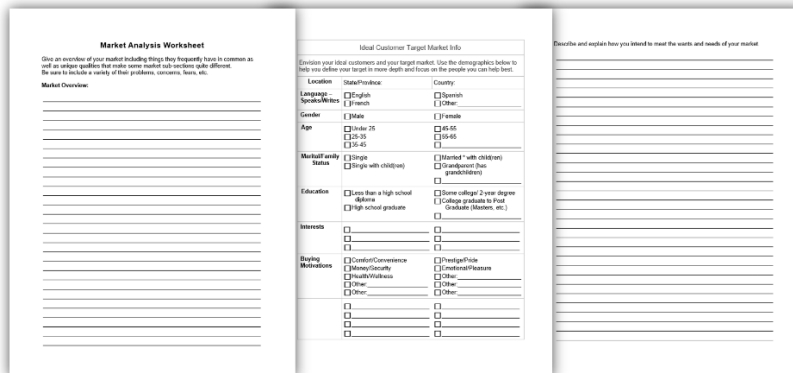 Market Analysis Worksheet
Give an overview of your market including things they frequently have in common as
well as unique qualities that make some market sub-sections quite different.
Be sure to include a variety of their problems, concerns, fears, etc.
Market Overview:
Ideal Customer Target Market Info
Envision your ideal customers and your target market. Use the demographics below to
help you define your target in more depth and focus on the people you can help best.
Location State/Province: Country:
Language – Speaks/Writes
English Spanish
French Other:
Gender Male Female
Age Under 25 45-55
25-35 55-65
35-45
Marital/Family Status
Single Married * with child(ren)
Single with child(ren) Grandparent (has
grandchildren)
Education Less than a high school Some college/ 2-year degree
diploma College graduate to Post
High school graduate Graduate (Masters, etc.)
Interests
Buying Motivations
Comfort/Convenience Prestige/Pride
Money/Security Emotional/Pleasure
Health/Wellness Other:
Other: Other:
Other: Other:
Describe and explain how you intend to meet the wants and needs of your market